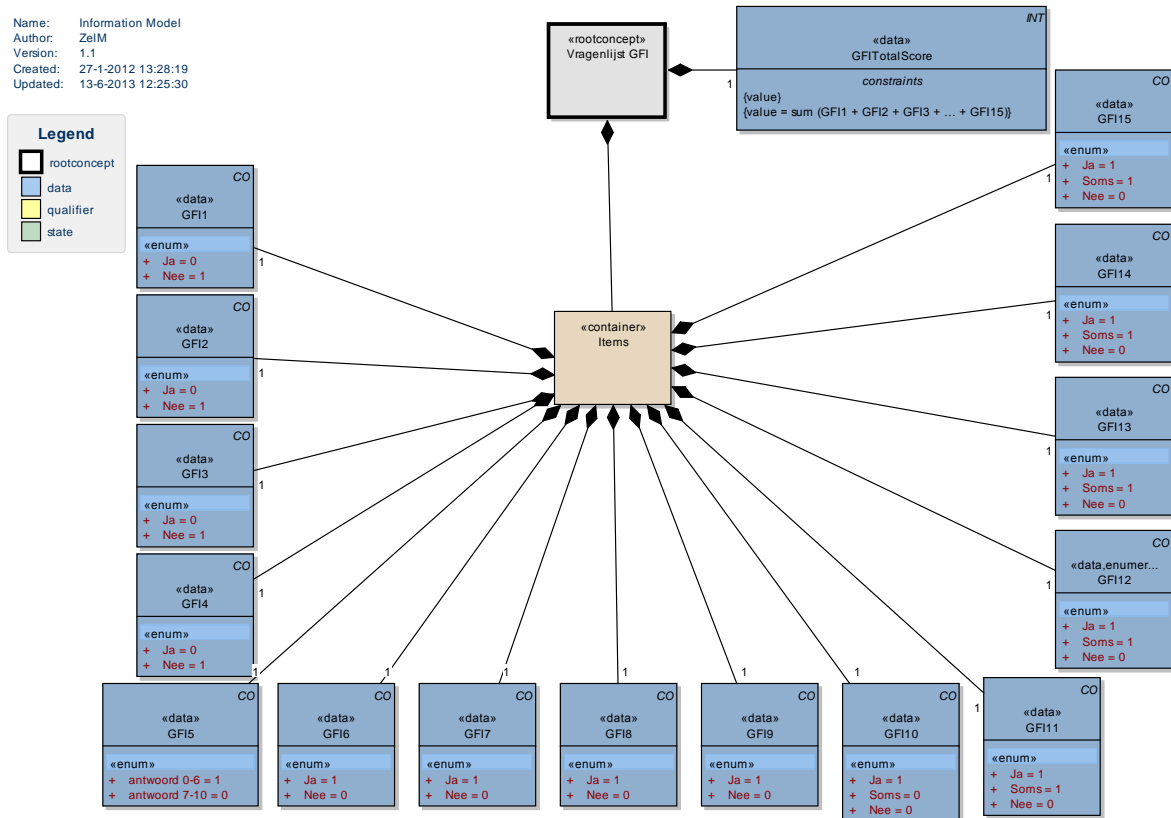 Name: Information Model
Author: ZeIM
Version: 1.1
Created: 27-1-2012 13:28:19
Updated: 13-6-2013 12:25:30
Legend
rootconcept
data
qualifier
state
«rootconcept»
Vragenlijst GFI
INT
«data»
GFITotalScore
constraints
{value}
{value = sum (GFI1 + GFI2 + GFI3 + ... + GFI15)}
1
«container»
Items
CO
«data»
GFI1
«enum»
+ Ja = 0
+ Nee = 1
1
CO
«data»
GFI2
«enum»
+ Ja = 0
+ Nee = 1
1
CO
«data»
GFI3
«enum»
+ Ja = 0
+ Nee = 1
1
CO
«data»
GFI4
«enum»
+ Ja = 0
+ Nee = 1
1
CO
«data»
GFI5
«enum»
+ antwoord 0-6 = 1
+ antwoord 7-10 = 0
1
CO
«data»
GFI6
«enum»
+ Ja = 1
+ Nee = 0
1
CO
«data»
GFI7
«enum»
+ Ja = 1
+ Nee = 0
1
CO
«data»
GFI8
«enum»
+ Ja = 1
+ Nee = 0
1
CO
«data»
GFI9
«enum»
+ Ja = 1
+ Nee = 0
1
CO
«data»
GFI10
«enum»
+ Ja = 1
+ Soms = 0
+ Nee = 0
1
CO
«data»
GFI11
«enum»
+ Ja = 1
+ Soms = 1
+ Nee = 0
1
CO
«data,enumer...
GFI12
«enum»
+ Ja = 1
+ Soms = 1
+ Nee = 0
1
CO
«data»
GFI13
«enum»
+ Ja = 1
+ Soms = 1
+ Nee = 0
1
CO
«data»
GFI14
«enum»
+ Ja = 1
+ Soms = 1
+ Nee = 0
1
CO
«data»
GFI15
«enum»
+ Ja = 1
+ Soms = 1
+ Nee = 0
1